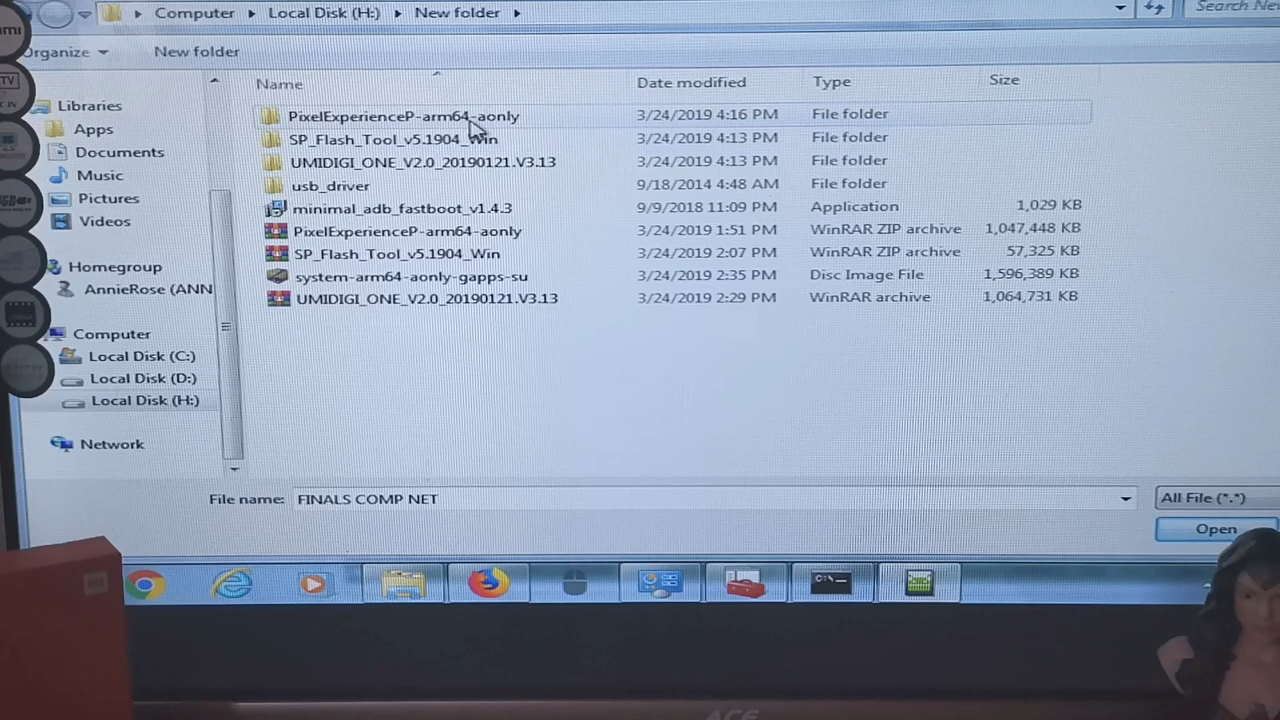 Computer ▸ Local Disk (H:) ▸ New folder ▸
Search Ne
Organize New folder
Name Date modified Type Size
PixelExperienceP-arm64-aonly 3/24/2019 4:16 PM File folder
SP_Flash_Tool_v5.1904_Win 3/24/2019 4:13 PM File folder
UMIDIGI_ONE_V2.0_20190121.V3.13 3/24/2019 4:13 PM File folder
usb_driver 9/18/2014 4:48 AM File folder
minimal_adb_fastboot_v1.4.3 9/9/2018 11:09 PM Application 1,029 KB
PixelExperienceP-arm64-aonly 3/24/2019 1:51 PM WinRAR ZIP archive 1,047,448 KB
SP_Flash_Tool_v5.1904_Win 3/24/2019 2:07 PM WinRAR ZIP archive 57,325 KB
system-arm64-aonly-gapps-su 3/24/2019 2:35 PM Disc Image File 1,596,389 KB
UMIDIGI_ONE_V2.0_20190121.V3.13 3/24/2019 2:29 PM WinRAR archive 1,064,731 KB
Libraries
Apps
Documents
Music
Pictures
Videos
Homegroup
AnnieRose (ANN
Computer
Local Disk (C:)
Local Disk (D:)
Local Disk (H:)
Network
File name: FINALS COMP NET
All File (*.*)
Open
C:\_
mi
TV